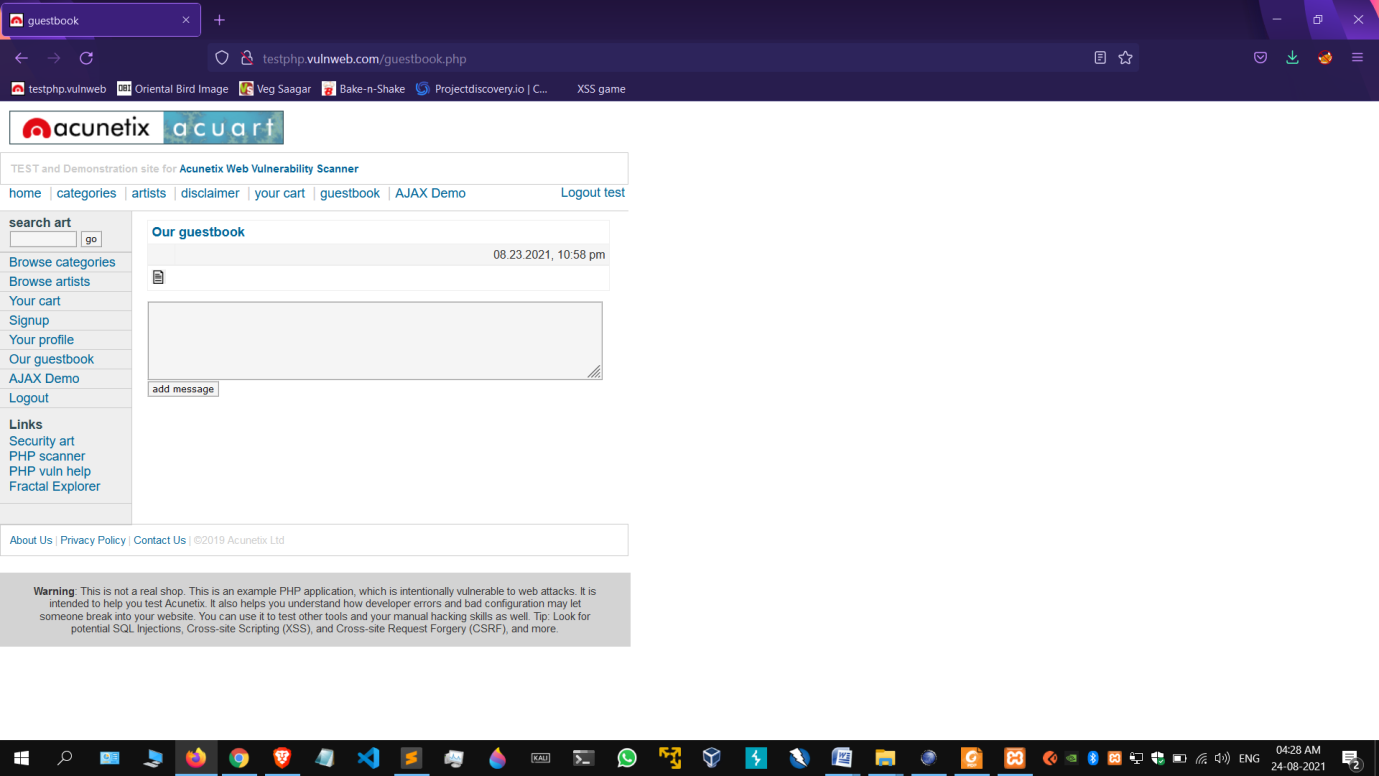 guestbook
testphp.vulnweb.com/guestbook.php
testphp.vulnweb
OBI Oriental Bird Image
Veg Saagar
Bake-n-Shake
Projectdiscovery.io | C...
XSS game
acunetix acuart
TEST and Demonstration site for Acunetix Web Vulnerability Scanner
home | categories | artists | disclaimer | your cart | guestbook | AJAX Demo
Logout test
search art
go
Browse categories
Browse artists
Your cart
Signup
Your profile
Our guestbook
AJAX Demo
Logout
Links
Security art
PHP scanner
PHP vuln help
Fractal Explorer
Our guestbook
08.23.2021, 10:58 pm
add message
About Us | Privacy Policy | Contact Us | ©2019 Acunetix Ltd
Warning: This is not a real shop. This is an example PHP application, which is intentionally vulnerable to web attacks. It is
intended to help you test Acunetix. It also helps you understand how developer errors and bad configuration may let
someone break into your website. You can use it to test other tools and your manual hacking skills as well. Tip: Look for
potential SQL Injections, Cross-site Scripting (XSS), and Cross-site Request Forgery (CSRF), and more.
KALI
ENG
04:28 AM
24-08-2021
2